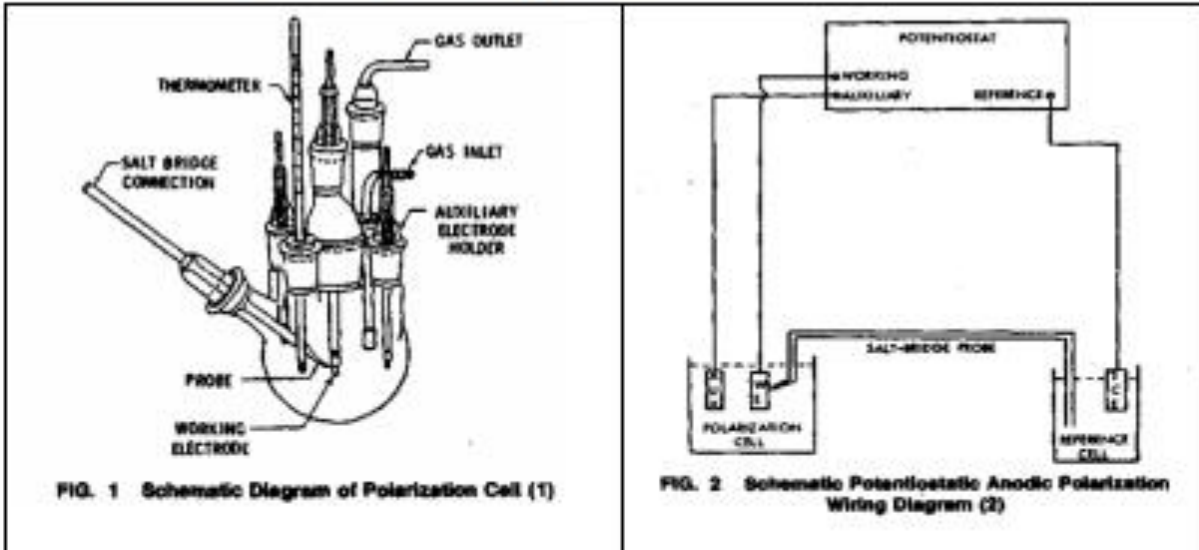 GAS OUTLET
THERMOMETER
GAS INLET
SALT BRIDGE
CONNECTION
AUXILIARY
ELECTRODE
HOLDER
PROBE
WORKING
ELECTRODE
FIG. 1 Schematic Diagram of Polarization Cell (1)
POTENTIOSTAT
WORKING
AUXILIARY
REFERENCE
SALT-BRIDGE PROBE
POLARIZATION
CELL
REFERENCE
CELL
FIG. 2 Schematic Potentiostatic Anodic Polarization
Wiring Diagram (2)